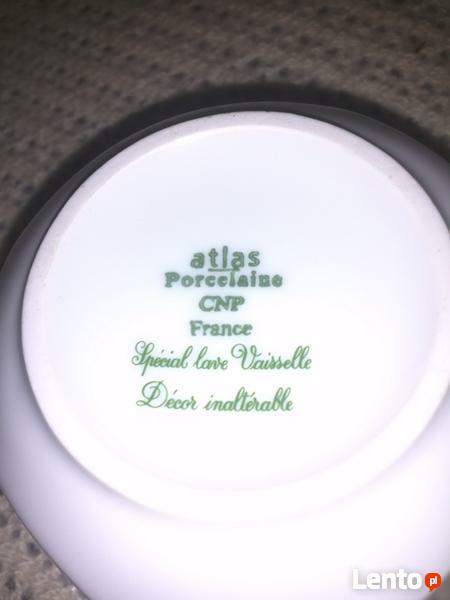 atlas
Porcelaine
CNP
France
Spécial lave Vaisselle
Décor inaltérable
Lento pl